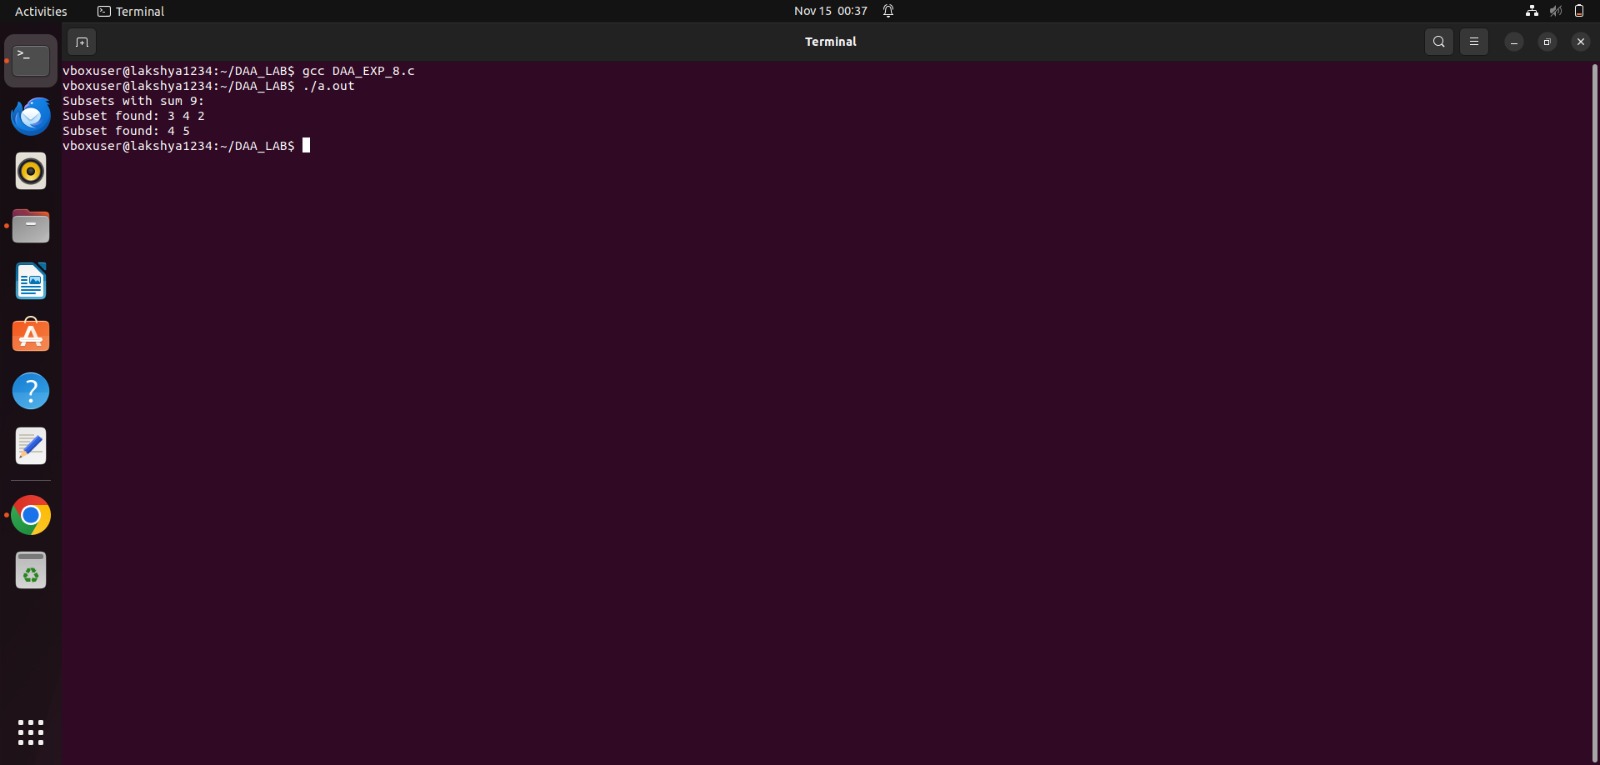 Activities
Terminal
Nov 15 00:37
Terminal
vboxuser@lakshya1234:~/DAA_LAB$ gcc DAA_EXP_8.c
vboxuser@lakshya1234:~/DAA_LAB$ ./a.out
Subsets with sum 9:
Subset found: 3 4 2
Subset found: 4 5
vboxuser@lakshya1234:~/DAA_LAB$